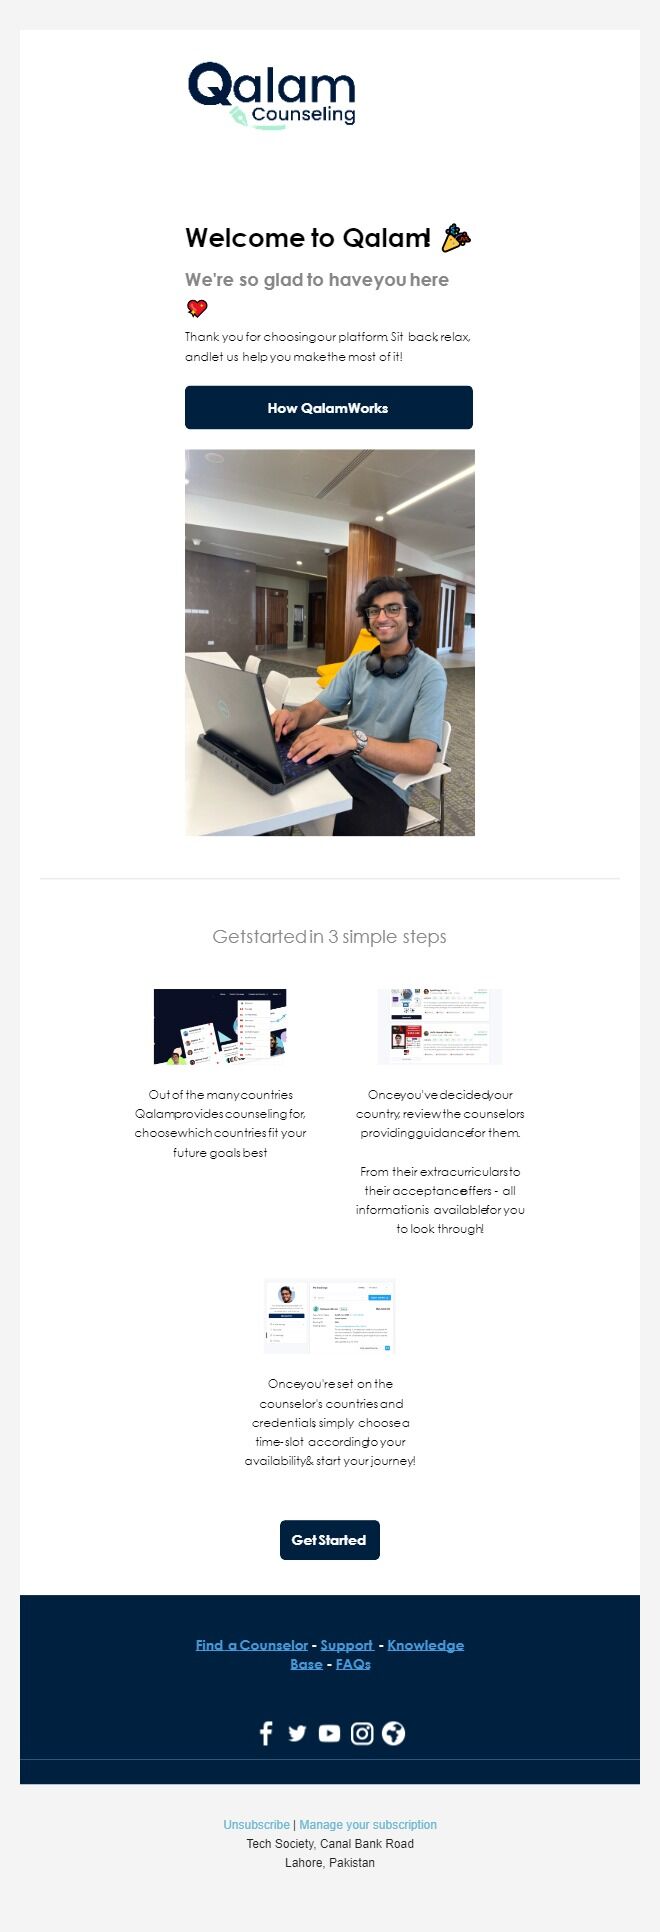 Qalam
Counseling
Welcome to Qalam! 🎉
We're so glad to have you here
💘
Thank you for choosing our platform. Sit back, relax,
and let us help you make the most of it!
How Qalam Works
Get started in 3 simple steps
Out of the many countries
Qalam provides counseling for,
choose which countries fit your
future goals best
Once you've decided your
country, review the counselors
providing guidance for them.
From their extracurriculars to
their acceptance offers - all
information is available for you
to look through!
Once you're set on the
counselor's countries and
credentials, simply choose a
time-slot according to your
availability & start your journey!
Get Started
Find a Counselor - Support - Knowledge
Base - FAQs
Unsubscribe | Manage your subscription
Tech Society, Canal Bank Road
Lahore, Pakistan